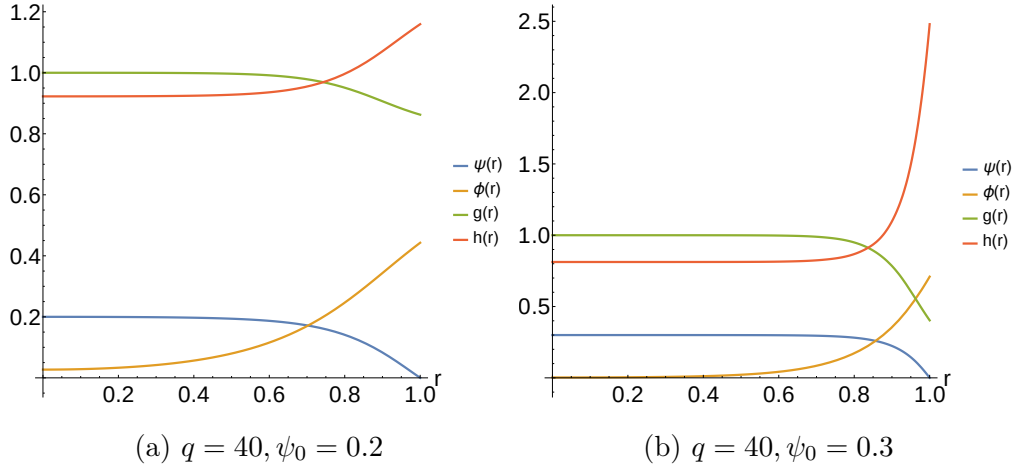 1.2
1.0
0.8
0.6
0.4
0.2
0.2 0.4 0.6 0.8 1.0
r
ψ(r)
ϕ(r)
g(r)
h(r)
(a) q = 40, ψ₀ = 0.2
2.5
2.0
1.5
1.0
0.5
0.2 0.4 0.6 0.8 1.0
r
ψ(r)
ϕ(r)
g(r)
h(r)
(b) q = 40, ψ₀ = 0.3